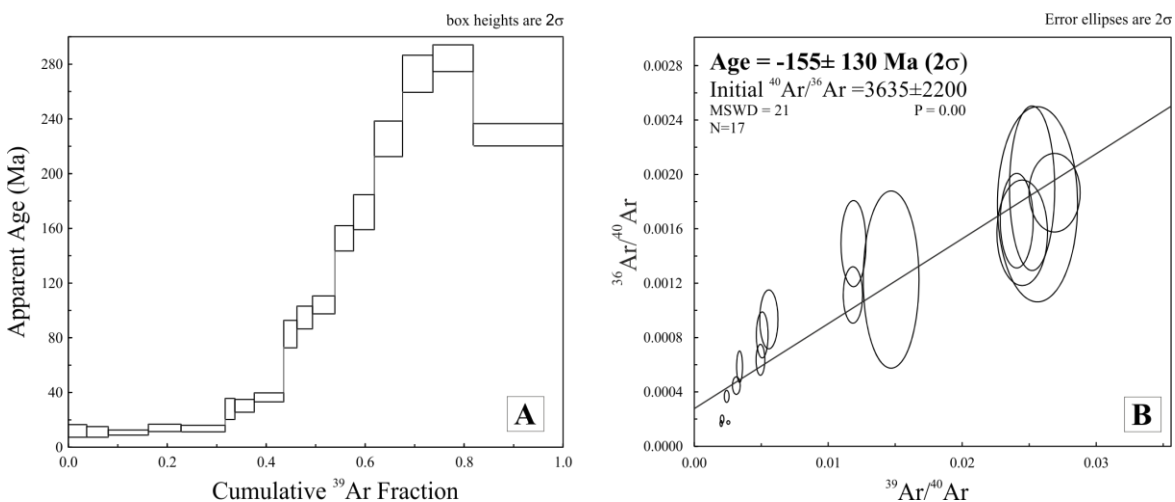 box heights are 2σ
280
240
200
160
120
80
40
0
0.0 0.2 0.4 0.6 0.8 1.0
Apparent Age (Ma)
Cumulative ³⁹Ar Fraction
A
Error ellipses are 2σ
Age = -155± 130 Ma (2σ)
Initial ⁴⁰Ar/³⁶Ar =3635±2200
MSWD = 21 P = 0.00
N=17
0.0028
0.0024
0.0020
0.0016
0.0012
0.0008
0.0004
0.0000
0.00 0.01 0.02 0.03
³⁶Ar/⁴⁰Ar
³⁹Ar/⁴⁰Ar
B